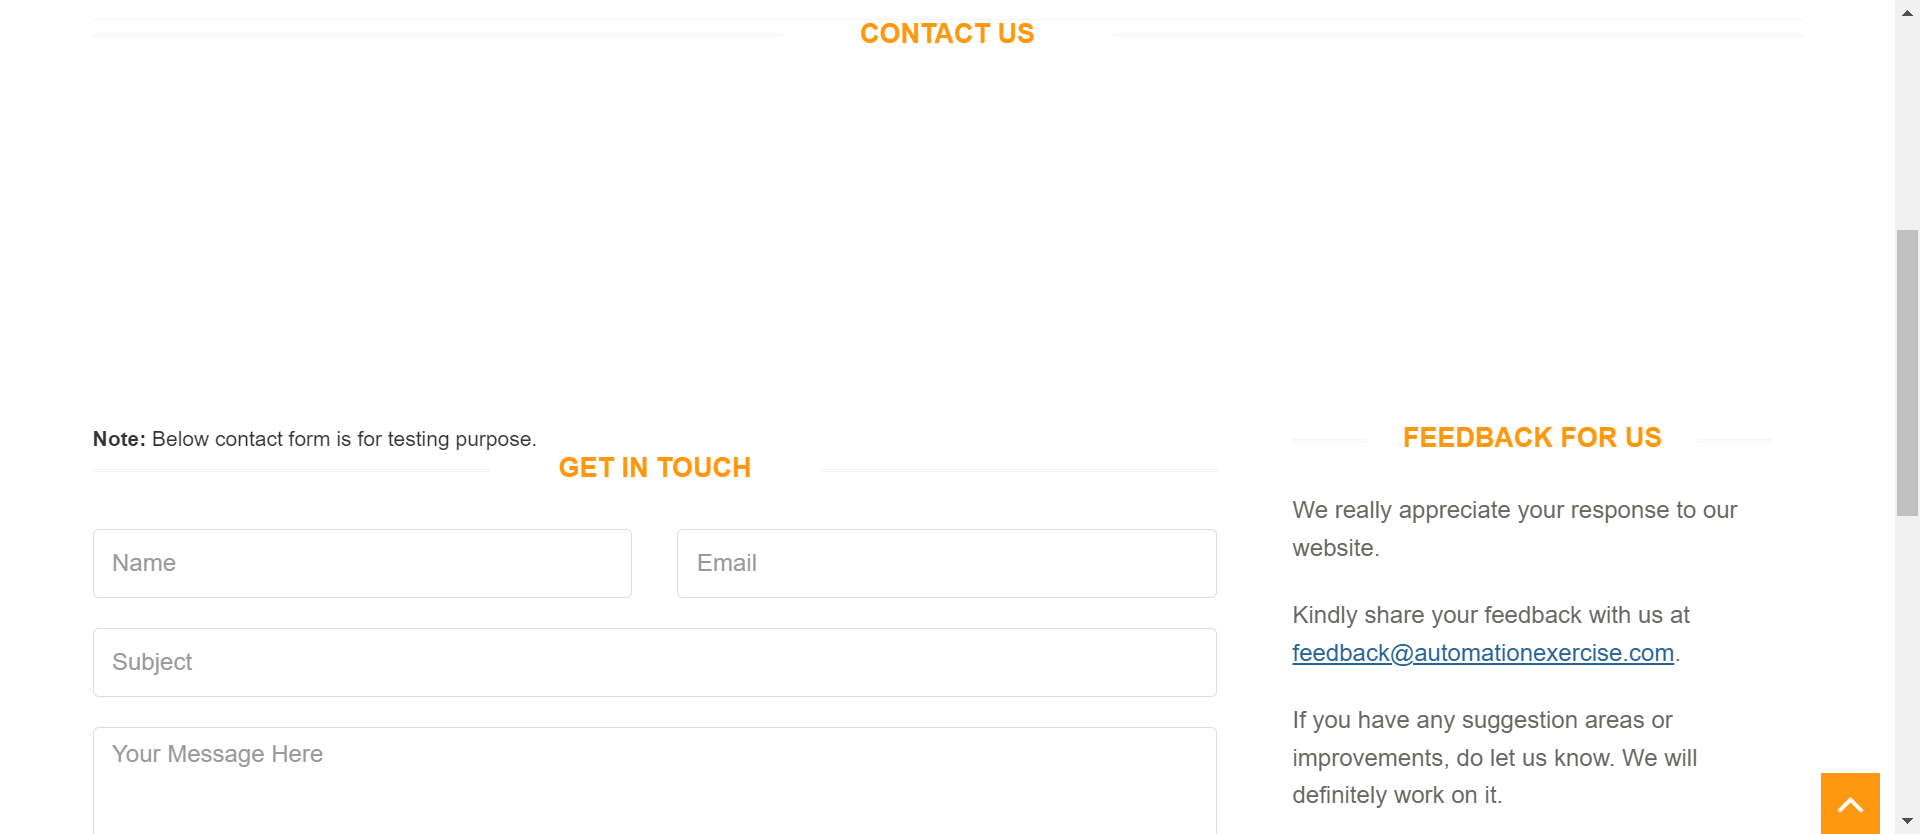 CONTACT US
Note: Below contact form is for testing purpose.
GET IN TOUCH
Name
Email
Subject
Your Message Here
FEEDBACK FOR US
We really appreciate your response to our
website.
Kindly share your feedback with us at
feedback@automationexercise.com.
If you have any suggestion areas or
improvements, do let us know. We will
definitely work on it.